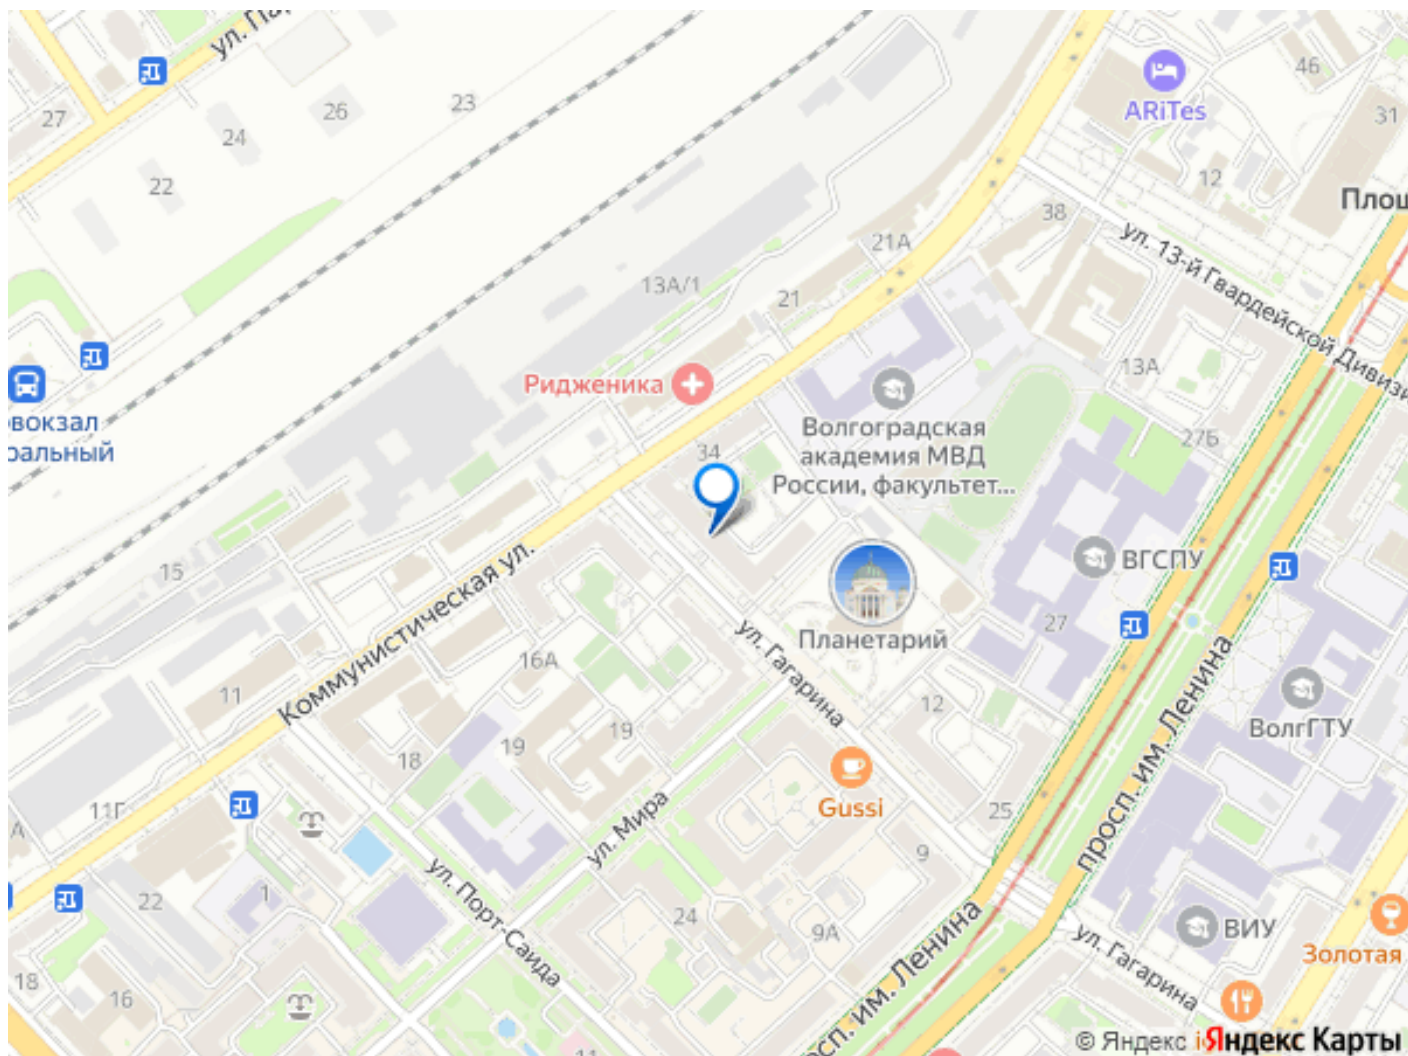 ул. Па
27
24
26
23
22
ARiTes
46
31
12
Площ
38
ул. 13-й Гвардейской Дивизи
21А
13А/1
21
13А
Ридженика
вокзал
ральный
Волгоградская
академия МВД
России, факультет...
27Б
34
ВГСПУ
15
Коммунистическая ул.
Планетарий
27
ул. Гагарина
16А
11
12
просп. им. Ленина
ВолгГТУ
18
19
19
Gussi
11Г
А
ул. Мира
25
9
ул. Порт-Саида
22
1
24
9А
просп. им. Ленина
ВИУ
ул. Гагарина
Золотая
18
16
11
© Яндекс
Яндекс Карты